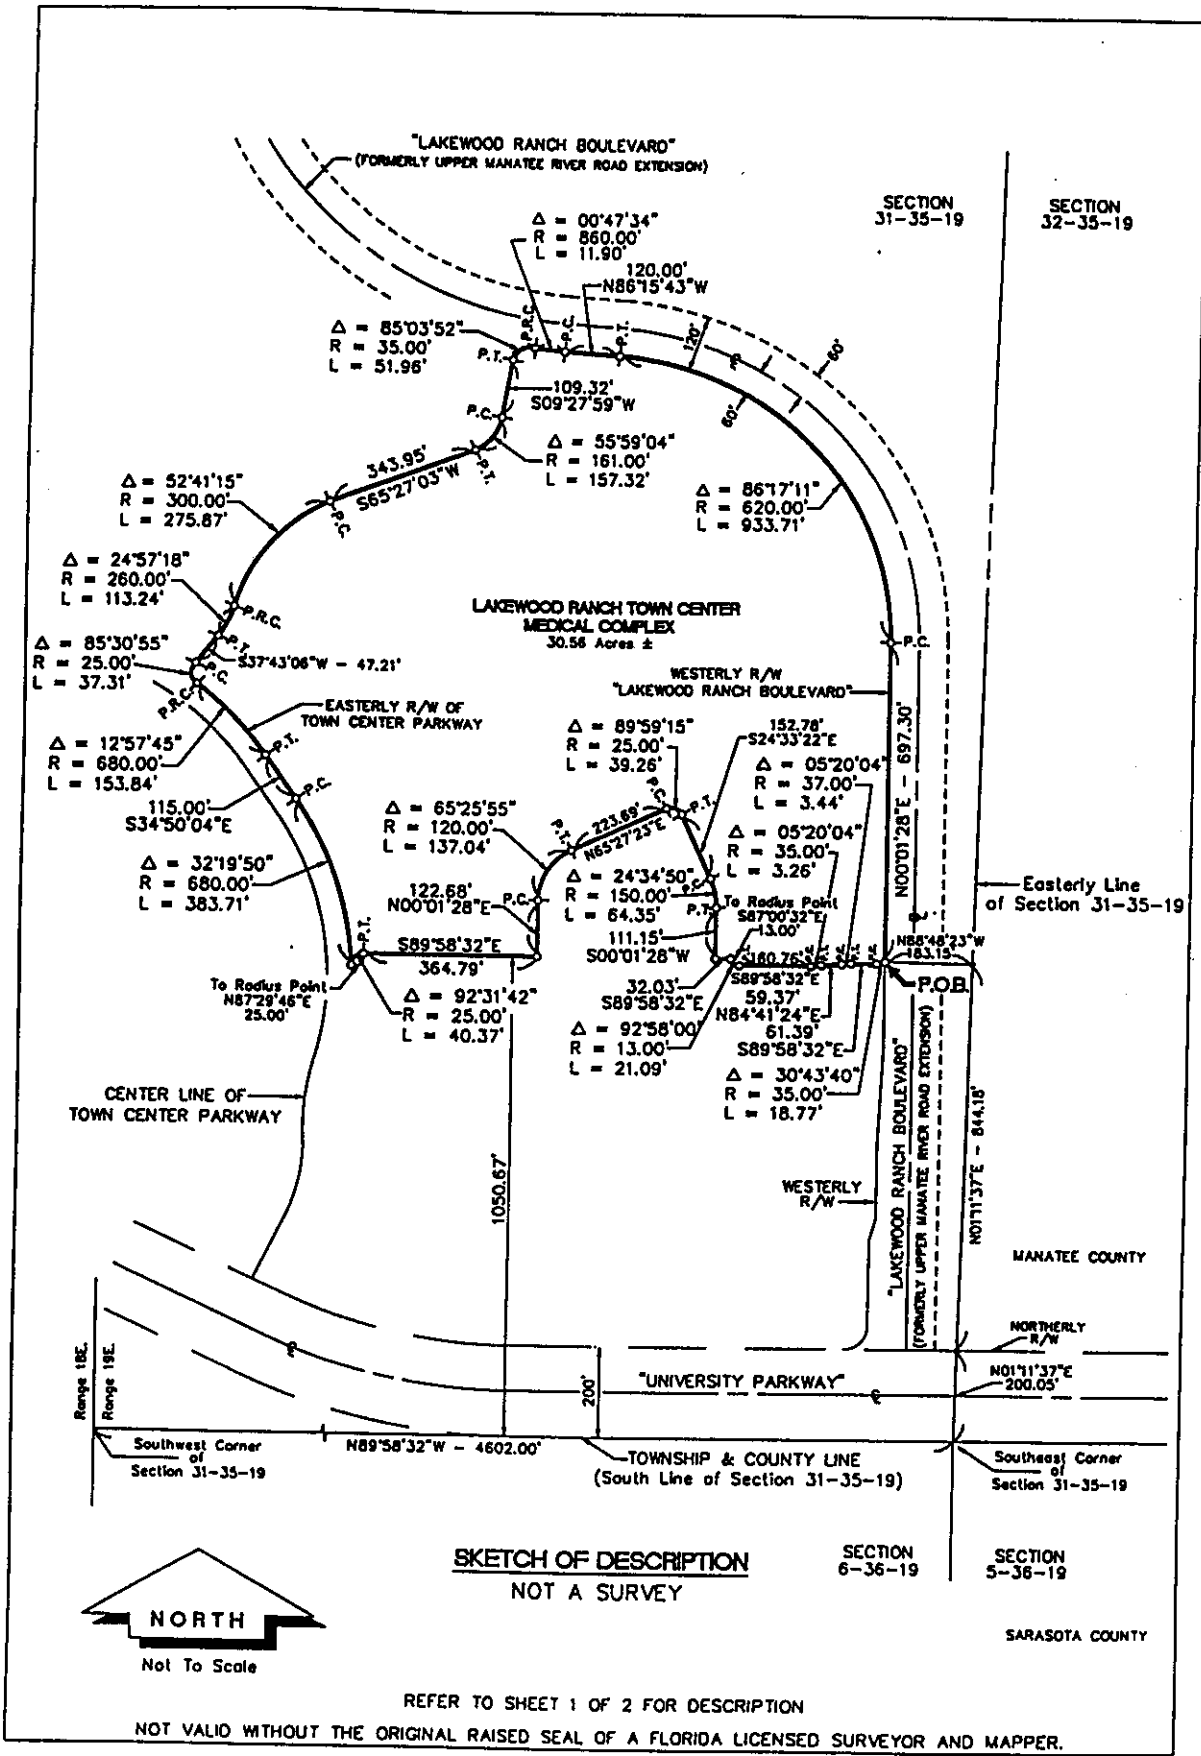 "LAKEWOOD RANCH BOULEVARD"
(FORMERLY UPPER MANATEE RIVER ROAD EXTENSION)
SECTION
31-35-19
SECTION
32-35-19
Δ = 00°47'34"
R = 860.00'
L = 11.90'
120.00'
N86°15'43"W
Δ = 85°03'52"
R = 35.00'
L = 51.96'
P.T.
P.R.C.
P.C.
P.T.
120'
60'
60'
109.32'
S09°27'59"W
P.C.
Δ = 55°59'04"
R = 161.00'
L = 157.32'
343.95'
S65°27'03"W
P.T.
P.C.
Δ = 52°41'15"
R = 300.00'
L = 275.87'
Δ = 86°17'11"
R = 620.00'
L = 933.71'
Δ = 24°57'18"
R = 260.00'
L = 113.24'
P.R.C.
P.T.
LAKEWOOD RANCH TOWN CENTER
MEDICAL COMPLEX
30.56 Acres ±
P.C.
Δ = 85°30'55"
R = 25.00'
L = 37.31'
S37°43'06"W - 47.21'
P.C.
P.R.C.
WESTERLY R/W
"LAKEWOOD RANCH BOULEVARD"
EASTERLY R/W OF
TOWN CENTER PARKWAY
Δ = 12°57'45"
R = 680.00'
L = 153.84'
P.T.
P.C.
115.00'
S34°50'04"E
Δ = 89°59'15"
R = 25.00'
L = 39.26'
152.78'
S24°33'22"E
Δ = 05°20'04"
R = 37.00'
L = 3.44'
N00°01'28"E - 697.30'
Δ = 65°25'55"
R = 120.00'
L = 137.04'
P.T.
223.69'
N65°27'23"E
P.C.
P.T.
Δ = 05°20'04"
R = 35.00'
L = 3.26'
Δ = 32°19'50"
R = 680.00'
L = 383.71'
122.68'
N00°01'28"E
P.C.
Δ = 24°34'50"
R = 150.00'
L = 64.35'
P.C.
P.T.
To Radius Point
S87°00'32"E
13.00'
Easterly Line
of Section 31-35-19
111.15'
S00°01'28"W
P.T.
S89°58'32"E
364.79'
160.76'
S89°58'32"E
N88°48'23"W
183.15'
P.O.B.
To Radius Point
N87°29'46"E
25.00'
Δ = 92°31'42"
R = 25.00'
L = 40.37'
32.03'
S89°58'32"E
59.37'
N84°41'24"E
61.39'
S89°58'32"E
Δ = 92°58'00"
R = 13.00'
L = 21.09'
Δ = 30°43'40"
R = 35.00'
L = 18.77'
CENTER LINE OF
TOWN CENTER PARKWAY
1050.67'
WESTERLY
R/W
"LAKEWOOD RANCH BOULEVARD"
(FORMERLY UPPER MANATEE RIVER ROAD EXTENSION)
N01°11'37"E - 844.18'
MANATEE COUNTY
NORTHERLY
R/W
Range 18E.
Range 19E.
200'
"UNIVERSITY PARKWAY"
N01°11'37"E
200.05'
Southwest Corner
of
Section 31-35-19
N89°58'32"W - 4602.00'
TOWNSHIP & COUNTY LINE
(South Line of Section 31-35-19)
Southeast Corner
of
Section 31-35-19
SKETCH OF DESCRIPTION
NOT A SURVEY
SECTION
6-36-19
SECTION
5-36-19
NORTH
Not To Scale
SARASOTA COUNTY
REFER TO SHEET 1 OF 2 FOR DESCRIPTION
NOT VALID WITHOUT THE ORIGINAL RAISED SEAL OF A FLORIDA LICENSED SURVEYOR AND MAPPER.